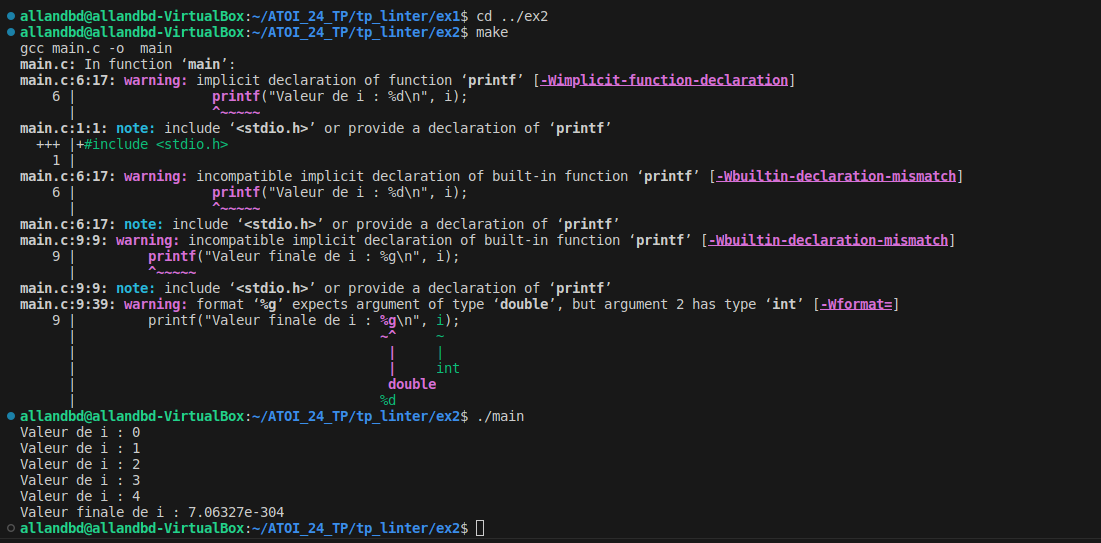 allandbd@allandbd-VirtualBox:~/ATOI_24_TP/tp_linter/ex1$ cd ../ex2
allandbd@allandbd-VirtualBox:~/ATOI_24_TP/tp_linter/ex2$ make
gcc main.c -o  main
main.c: In function ‘main’:
main.c:6:17: warning: implicit declaration of function ‘printf’ [-Wimplicit-function-declaration]
    6 |                 printf("Valeur de i : %d\n", i);
      |                 ^~~~~~
main.c:1:1: note: include ‘<stdio.h>’ or provide a declaration of ‘printf’
  +++ |+#include <stdio.h>
    1 |
main.c:6:17: warning: incompatible implicit declaration of built-in function ‘printf’ [-Wbuiltin-declaration-mismatch]
    6 |                 printf("Valeur de i : %d\n", i);
      |                 ^~~~~~
main.c:6:17: note: include ‘<stdio.h>’ or provide a declaration of ‘printf’
main.c:9:9: warning: incompatible implicit declaration of built-in function ‘printf’ [-Wbuiltin-declaration-mismatch]
    9 |         printf("Valeur finale de i : %g\n", i);
      |         ^~~~~~
main.c:9:9: note: include ‘<stdio.h>’ or provide a declaration of ‘printf’
main.c:9:39: warning: format ‘%g’ expects argument of type ‘double’, but argument 2 has type ‘int’ [-Wformat=]
    9 |         printf("Valeur finale de i : %g\n", i);
      |                                      ~^     ~
      |                                       |     |
      |                                       |     int
      |                                       double
      |                                      %d
allandbd@allandbd-VirtualBox:~/ATOI_24_TP/tp_linter/ex2$ ./main
Valeur de i : 0
Valeur de i : 1
Valeur de i : 2
Valeur de i : 3
Valeur de i : 4
Valeur finale de i : 7.06327e-304
allandbd@allandbd-VirtualBox:~/ATOI_24_TP/tp_linter/ex2$